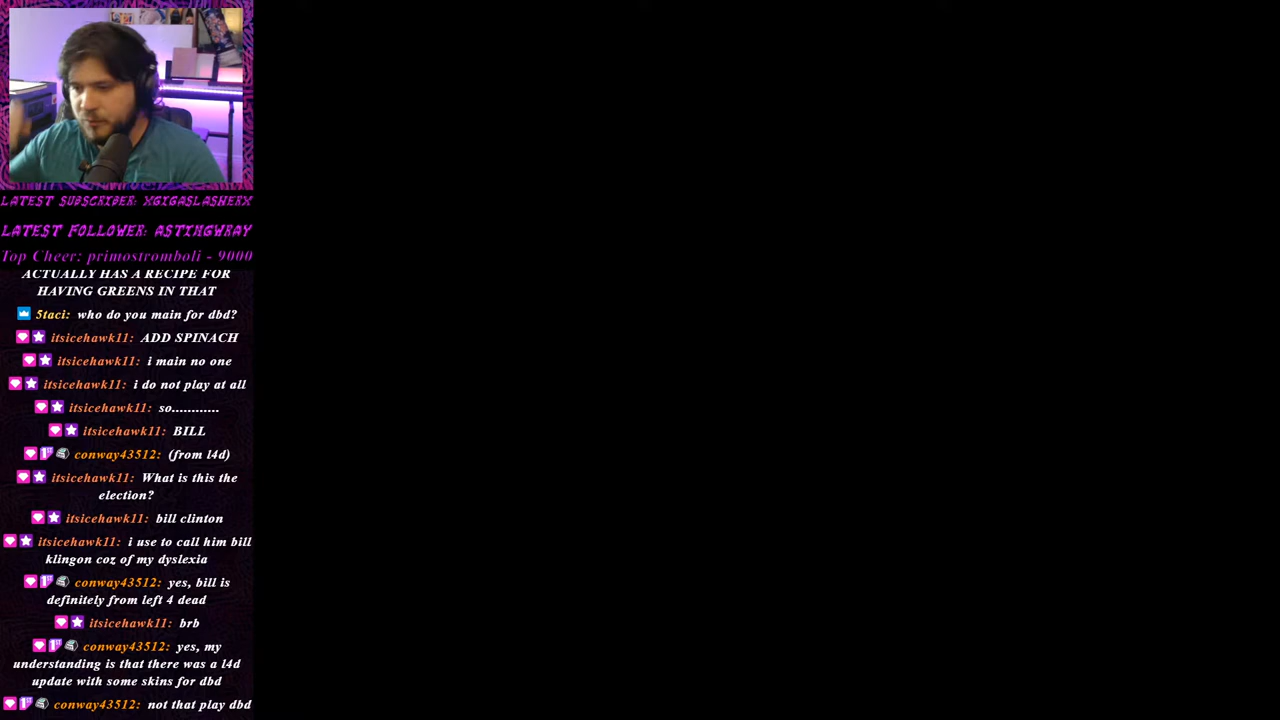 LATEST SUBSCRIBER: XGIGASLASHERX
LATEST FOLLOWER: ASTINGWRAY
Top Cheer: primostromboli - 9000
ACTUALLY HAS A RECIPE FOR
HAVING GREENS IN THAT
5taci: who do you main for dbd?
itsicehawk11: ADD SPINACH
itsicehawk11: i main no one
itsicehawk11: i do not play at all
itsicehawk11: so............
itsicehawk11: BILL
conway43512: (from l4d)
itsicehawk11: What is this the
election?
itsicehawk11: bill clinton
itsicehawk11: i use to call him bill
klingon coz of my dyslexia
conway43512: yes, bill is
definitely from left 4 dead
itsicehawk11: brb
conway43512: yes, my
understanding is that there was a l4d
update with some skins for dbd
conway43512: not that play dbd